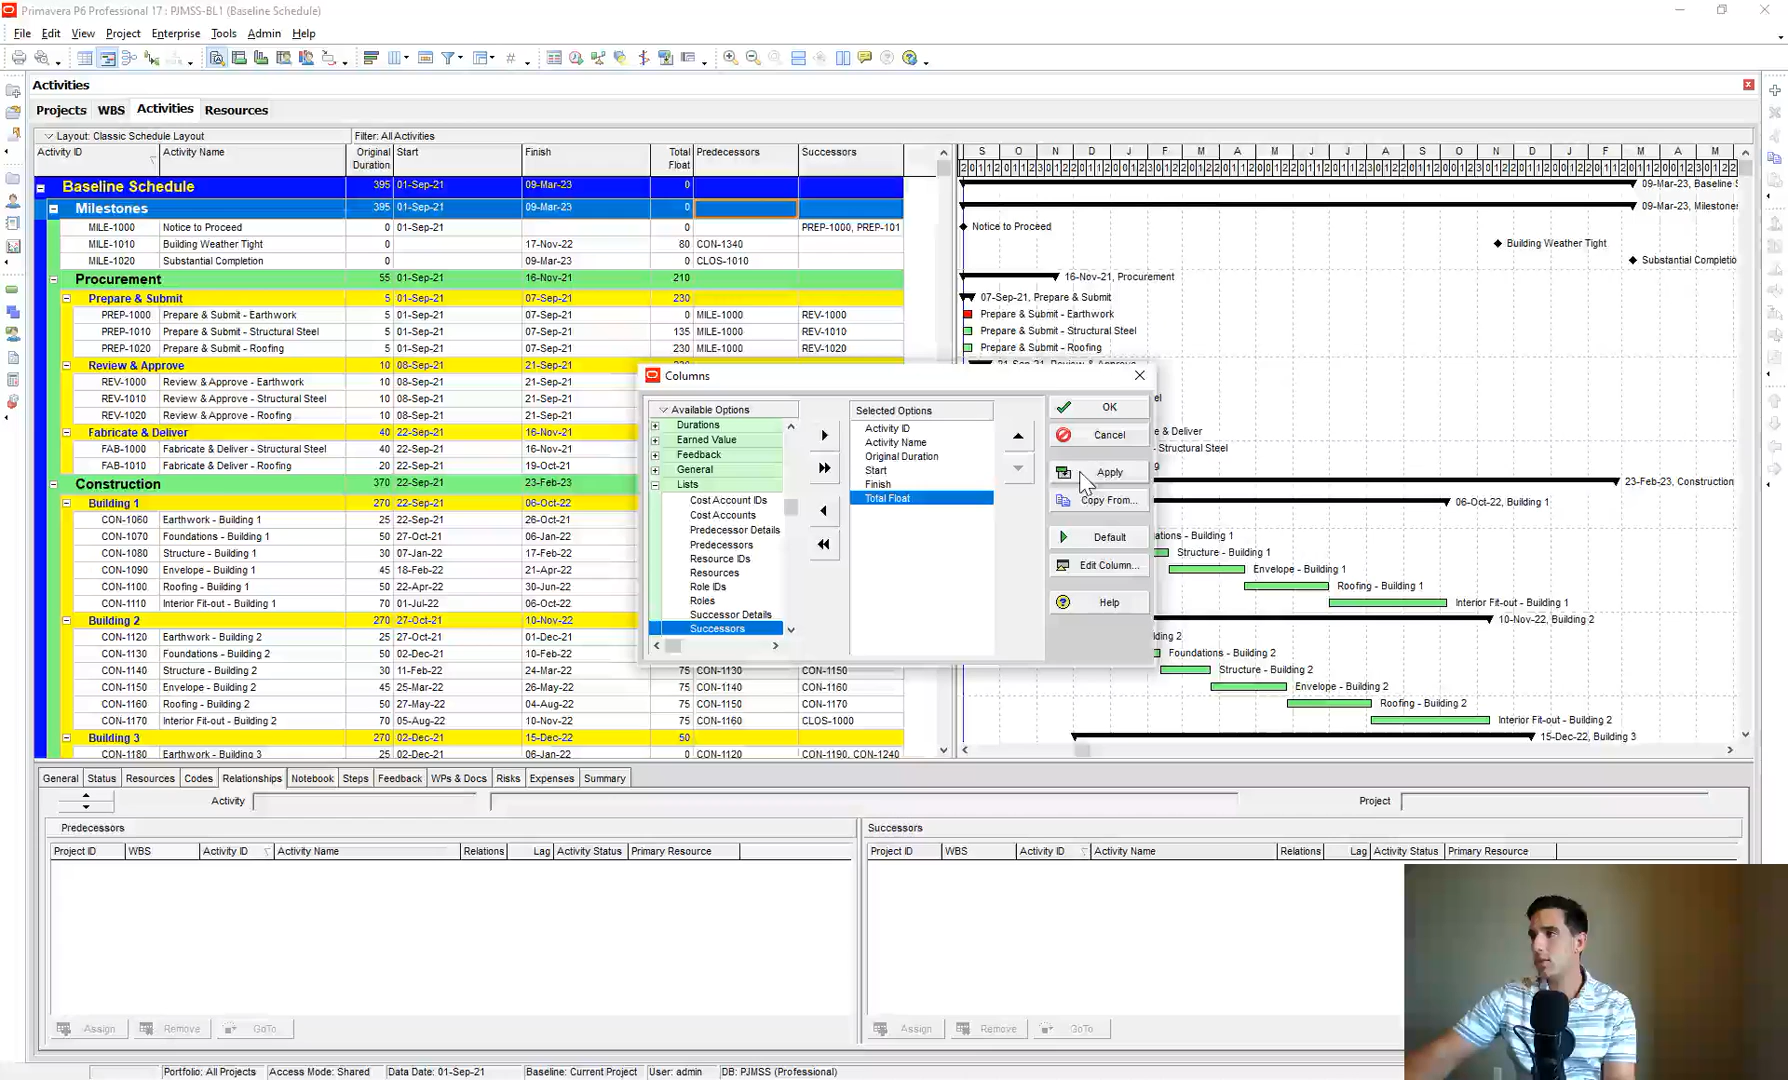 Primavera P6 Professional 17 : PJMSS-BL1 (Baseline Schedule)
File Edit View Project Enterprise Tools Admin Help
Activities
Projects WBS Activities Resources
Layout: Classic Schedule Layout Filter: All Activities
Activity ID Activity Name Original Duration Start Finish Total Float Predecessors Successors
S O N D J F M A M J J A S O N D J F M A M
Baseline Schedule 395 01-Sep-21 09-Mar-23 0 09-Mar-23, Baseline S
Milestones 395 01-Sep-21 09-Mar-23 0 09-Mar-23, Milestones
MILE-1000 Notice to Proceed 0 01-Sep-21 0 PREP-1000, PREP-101 Notice to Proceed
MILE-1010 Building Weather Tight 0 17-Nov-22 80 CON-1340 Building Weather Tight
MILE-1020 Substantial Completion 0 09-Mar-23 0 CLOS-1010 Substantial Completio
Procurement 55 01-Sep-21 16-Nov-21 210 16-Nov-21, Procurement
Prepare & Submit 5 01-Sep-21 07-Sep-21 230 07-Sep-21, Prepare & Submit
PREP-1000 Prepare & Submit - Earthwork 5 01-Sep-21 07-Sep-21 0 MILE-1000 REV-1000 Prepare & Submit - Earthwork
PREP-1010 Prepare & Submit - Structural Steel 5 01-Sep-21 07-Sep-21 135 MILE-1000 REV-1010 Prepare & Submit - Structural Steel
PREP-1020 Prepare & Submit - Roofing 5 01-Sep-21 07-Sep-21 230 MILE-1000 REV-1020 Prepare & Submit - Roofing
Review & Approve 10 08-Sep-21 21-Sep-21
REV-1000 Review & Approve - Earthwork 10 08-Sep-21 21-Sep-21
REV-1010 Review & Approve - Structural Steel 10 08-Sep-21 21-Sep-21
REV-1020 Review & Approve - Roofing 10 08-Sep-21 21-Sep-21
Fabricate & Deliver 40 22-Sep-21 16-Nov-21 e & Deliver
FAB-1000 Fabricate & Deliver - Structural Steel 40 22-Sep-21 16-Nov-21 - Structural Steel
FAB-1010 Fabricate & Deliver - Roofing 20 22-Sep-21 19-Oct-21
Construction 370 22-Sep-21 23-Feb-23 23-Feb-23, Construction
Building 1 270 22-Sep-21 06-Oct-22 06-Oct-22, Building 1
CON-1060 Earthwork - Building 1 25 22-Sep-21 26-Oct-21
CON-1070 Foundations - Building 1 50 27-Oct-21 06-Jan-22 ations - Building 1
CON-1080 Structure - Building 1 30 07-Jan-22 17-Feb-22 Structure - Building 1
CON-1090 Envelope - Building 1 45 18-Feb-22 21-Apr-22 Envelope - Building 1
CON-1100 Roofing - Building 1 50 22-Apr-22 30-Jun-22 Roofing - Building 1
CON-1110 Interior Fit-out - Building 1 70 01-Jul-22 06-Oct-22 Interior Fit-out - Building 1
Building 2 270 27-Oct-21 10-Nov-22 10-Nov-22, Building 2
CON-1120 Earthwork - Building 2 25 27-Oct-21 01-Dec-21 ding 2
CON-1130 Foundations - Building 2 50 02-Dec-21 10-Feb-22 Foundations - Building 2
CON-1140 Structure - Building 2 30 11-Feb-22 24-Mar-22 75 CON-1130 CON-1150 Structure - Building 2
CON-1150 Envelope - Building 2 45 25-Mar-22 26-May-22 75 CON-1140 CON-1160 Envelope - Building 2
CON-1160 Roofing - Building 2 50 27-May-22 04-Aug-22 75 CON-1150 CON-1170 Roofing - Building 2
CON-1170 Interior Fit-out - Building 2 70 05-Aug-22 10-Nov-22 75 CON-1160 CLOS-1000 Interior Fit-out - Building 2
Building 3 270 02-Dec-21 15-Dec-22 50 15-Dec-22, Building 3
CON-1180 Earthwork - Building 3 25 02-Dec-21 06-Jan-22 0 CON-1120 CON-1190, CON-1240
Columns
Available Options
Durations
Earned Value
Feedback
General
Lists
Cost Account IDs
Cost Accounts
Predecessor Details
Predecessors
Resource IDs
Resources
Role IDs
Roles
Successor Details
Successors
Selected Options
Activity ID
Activity Name
Original Duration
Start
Finish
Total Float
OK
Cancel
Apply
Copy From...
Default
Edit Column...
Help
General Status Resources Codes Relationships Notebook Steps Feedback WPs & Docs Risks Expenses Summary
Activity Project
Predecessors
Project ID WBS Activity ID Activity Name Relations Lag Activity Status Primary Resource
Assign Remove GoTo
Successors
Project ID WBS Activity ID Activity Name Relations Lag Activity Status Primary Resource
Assign Remove GoTo
Portfolio: All Projects Access Mode: Shared Data Date: 01-Sep-21 Baseline: Current Project User: admin DB: PJMSS (Professional)